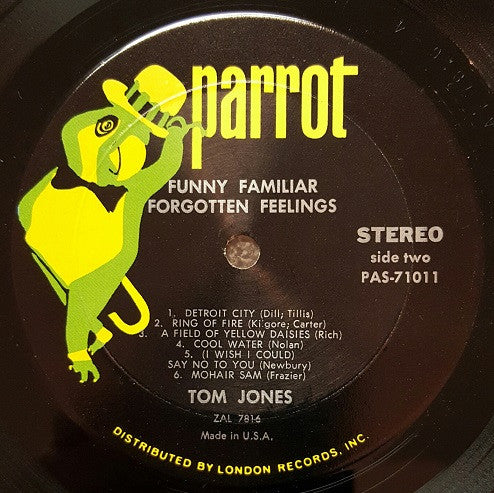 parrot
FUNNY FAMILIAR
FORGOTTEN FEELINGS
STEREO
side two
PAS-71011
1. DETROIT CITY (Dill; Tillis)
2. RING OF FIRE (Ki'gore; Carter)
3. A FIELD OF YELLOW DAISIES (Rich)
4. COOL WATER (Nolan)
5. (I WISH I COULD)
SAY NO TO YOU (Newbury)
6. MOHAIR SAM (Frazier)
TOM JONES
ZAL 7816
Made in U.S.A.
DISTRIBUTED BY LONDON RECORDS, INC.